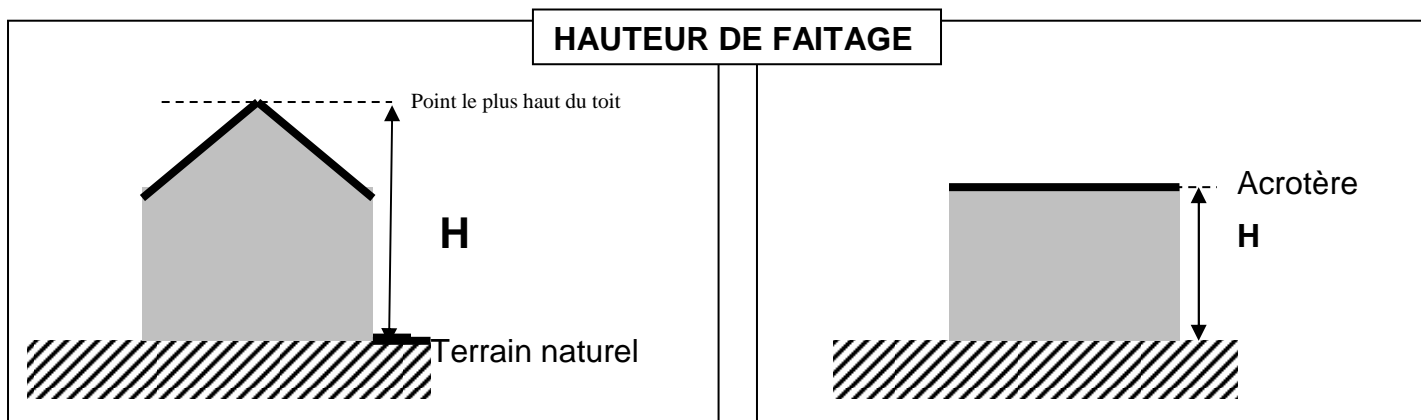 HAUTEUR DE FAITAGE
Point le plus haut du toit
H
Terrain naturel
Acrotère
H